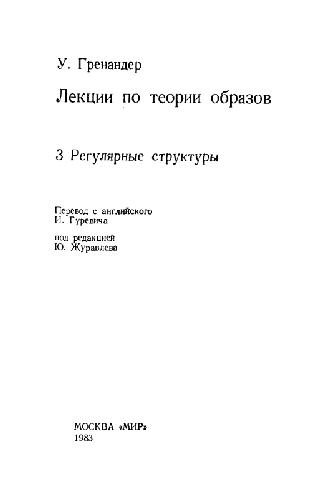 У. Гренандер
Лекции по теории образов
3 Регулярные структуры
Перевод с английского
И. Гуревича
под редакцией
Ю. Журавлева
МОСКВА «МИР»
1983